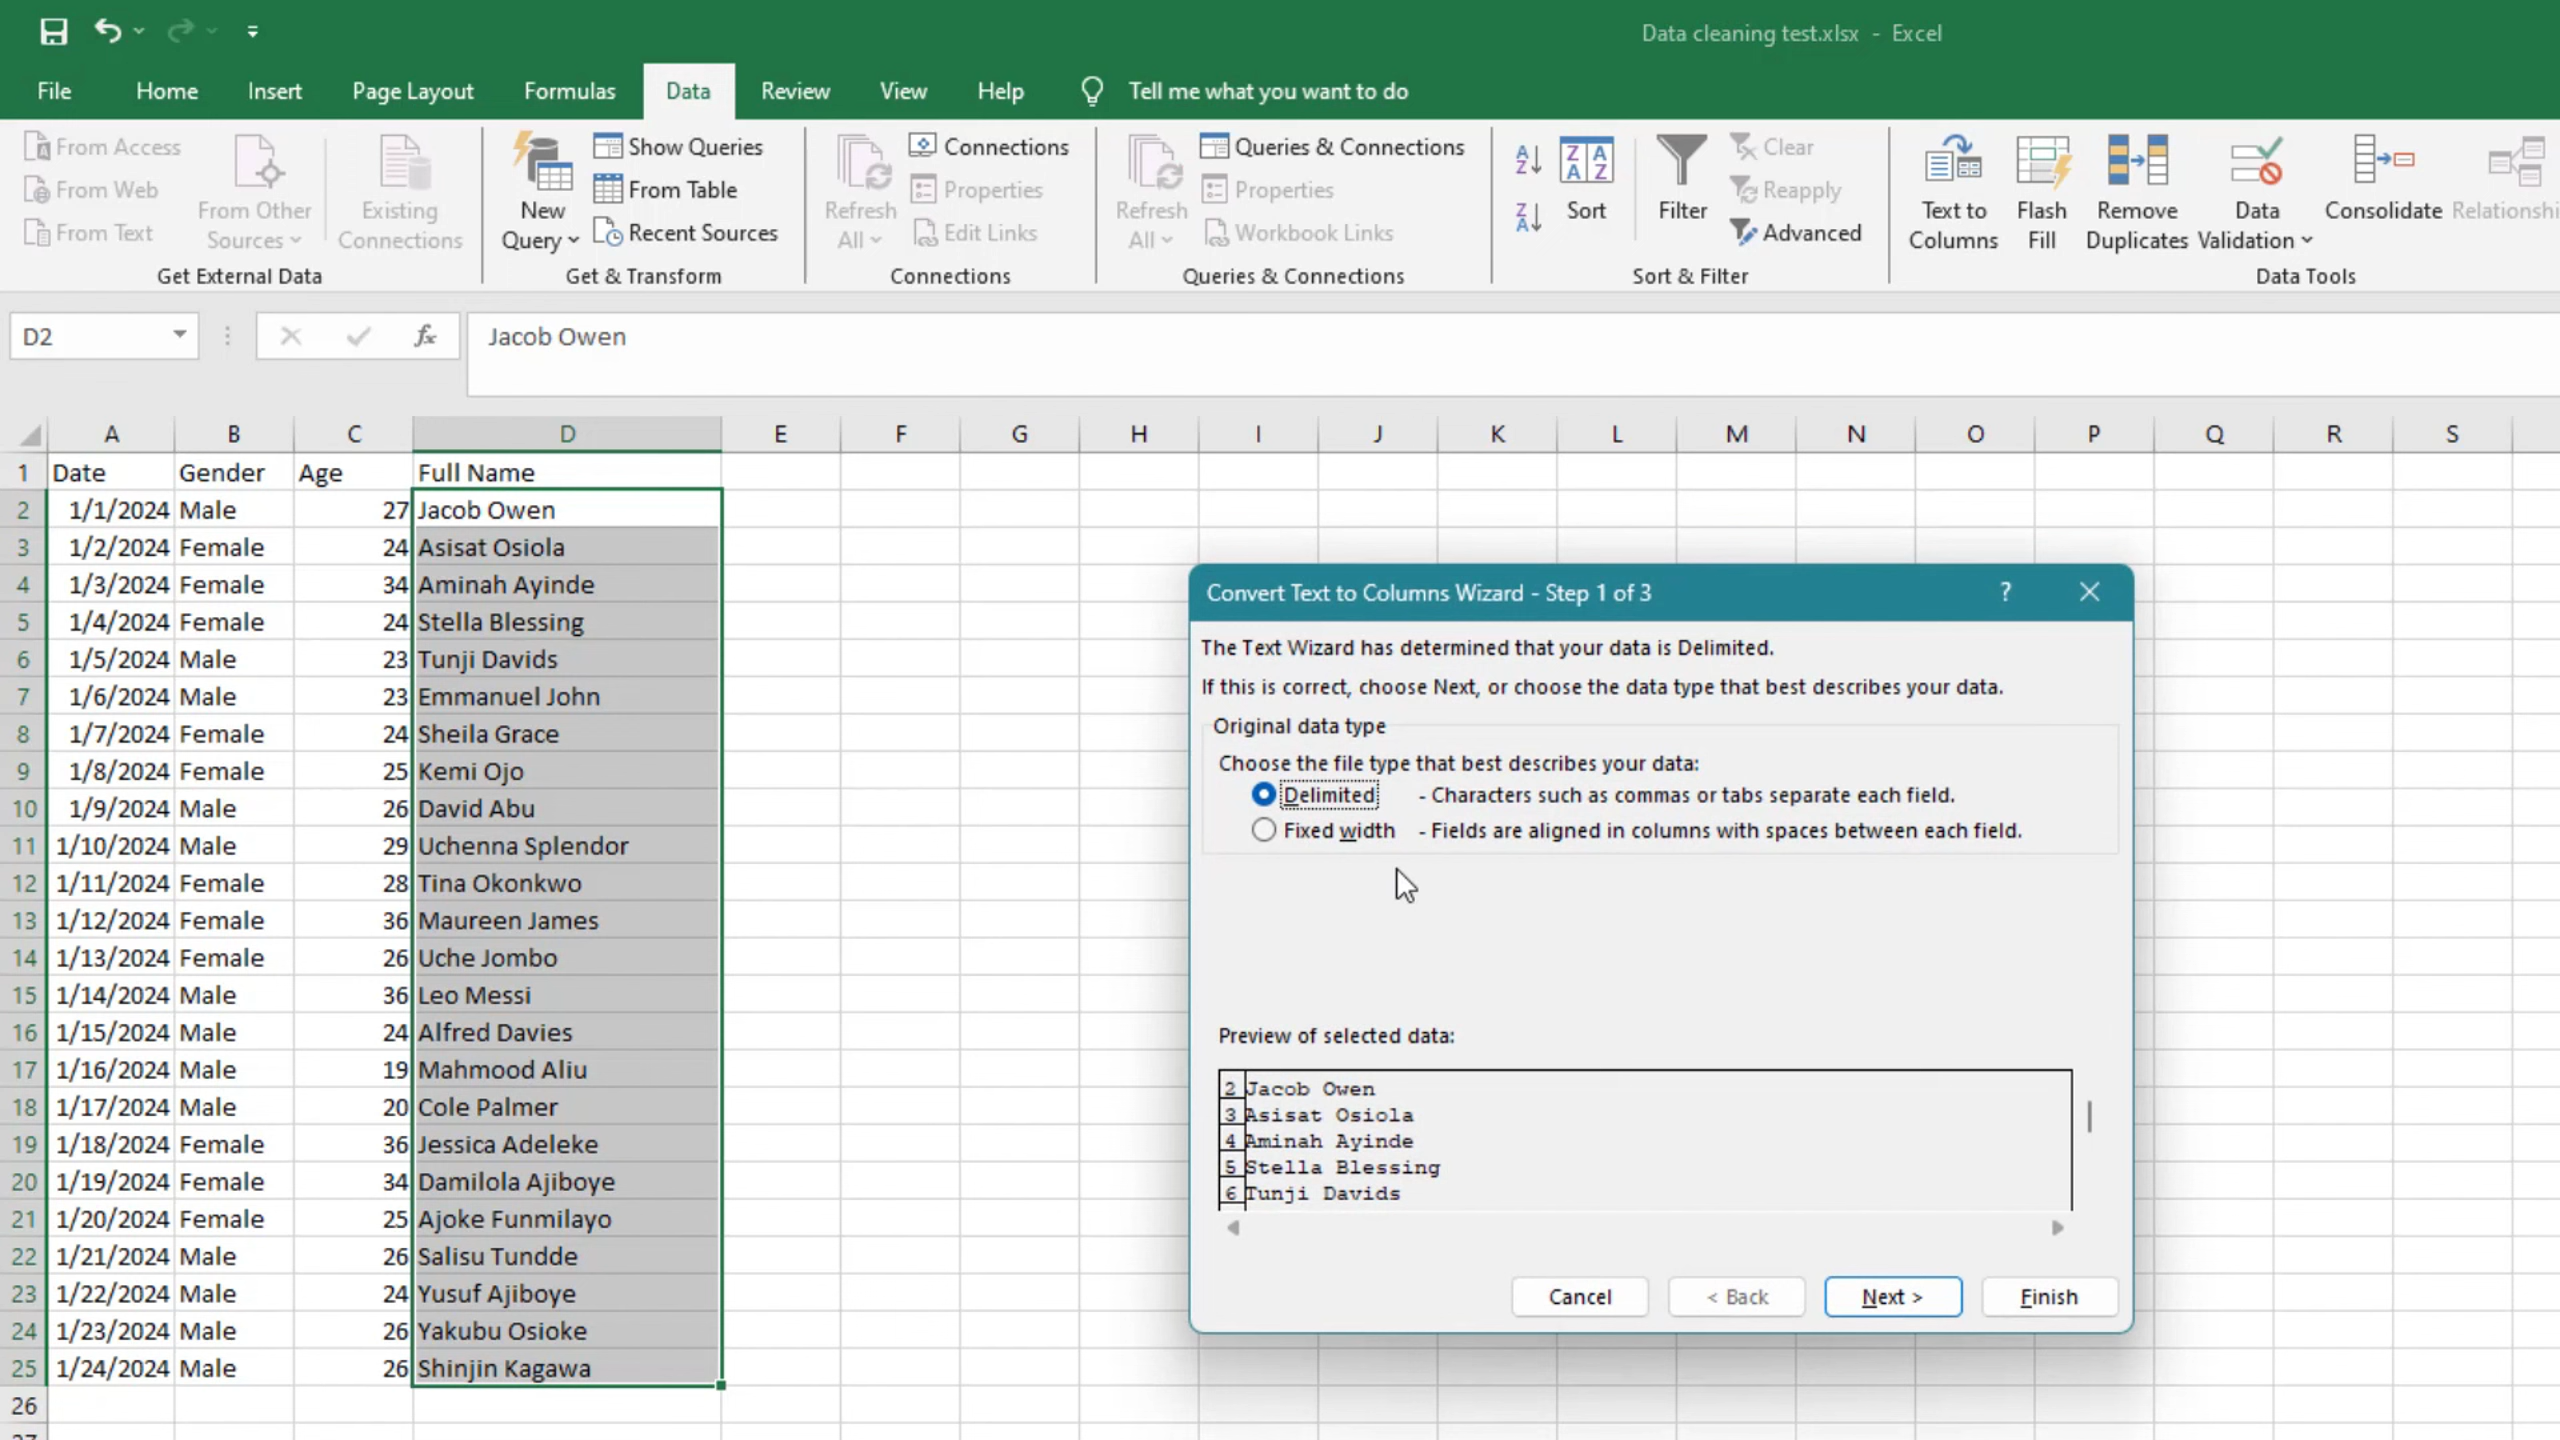 Data cleaning test.xlsx - Excel
File Home Insert Page Layout Formulas Data Review View Help Tell me what you want to do
From Access
From Web
From Text
From Other Sources
Existing Connections
Get External Data
New Query
Show Queries
From Table
Recent Sources
Get & Transform
Refresh All
Connections
Properties
Edit Links
Connections
Refresh All
Queries & Connections
Properties
Workbook Links
Queries & Connections
A Z
Z A
Z A A Z
Sort
Filter
Clear
Reapply
Advanced
Sort & Filter
Text to Columns
Flash Fill
Remove Duplicates
Data Validation
Consolidate
Data Tools
D2 fx Jacob Owen
A B C D E F G H I J K L M N O P Q R S
1 Date Gender Age Full Name
2 1/1/2024 Male 27 Jacob Owen
3 1/2/2024 Female 24 Asisat Osiola
4 1/3/2024 Female 34 Aminah Ayinde
5 1/4/2024 Female 24 Stella Blessing
6 1/5/2024 Male 23 Tunji Davids
7 1/6/2024 Male 23 Emmanuel John
8 1/7/2024 Female 24 Sheila Grace
9 1/8/2024 Female 25 Kemi Ojo
10 1/9/2024 Male 26 David Abu
11 1/10/2024 Male 29 Uchenna Splendor
12 1/11/2024 Female 28 Tina Okonkwo
13 1/12/2024 Female 36 Maureen James
14 1/13/2024 Female 26 Uche Jombo
15 1/14/2024 Male 36 Leo Messi
16 1/15/2024 Male 24 Alfred Davies
17 1/16/2024 Male 19 Mahmood Aliu
18 1/17/2024 Male 20 Cole Palmer
19 1/18/2024 Female 36 Jessica Adeleke
20 1/19/2024 Female 34 Damilola Ajiboye
21 1/20/2024 Female 25 Ajoke Funmilayo
22 1/21/2024 Male 26 Salisu Tundde
23 1/22/2024 Male 24 Yusuf Ajiboye
24 1/23/2024 Male 26 Yakubu Osioke
25 1/24/2024 Male 26 Shinjin Kagawa
26
Convert Text to Columns Wizard - Step 1 of 3 ?
The Text Wizard has determined that your data is Delimited.
If this is correct, choose Next, or choose the data type that best describes your data.
Original data type
Choose the file type that best describes your data:
Delimited - Characters such as commas or tabs separate each field.
Fixed width - Fields are aligned in columns with spaces between each field.
Preview of selected data:
2 Jacob Owen
3 Asisat Osiola
4 Aminah Ayinde
5 Stella Blessing
6 Tunji Davids
Cancel < Back Next > Finish